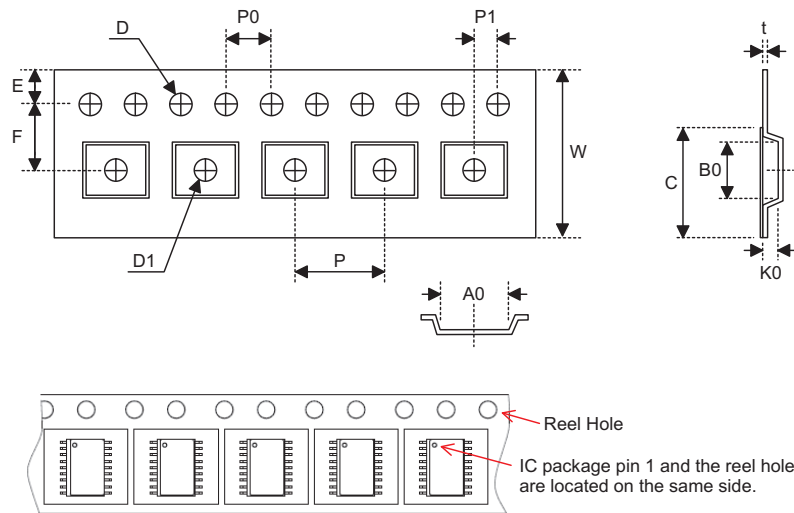 D
P0
P1
t
E
F
W
C
B0
D1
P
K0
A0
Reel Hole
IC package pin 1 and the reel hole
are located on the same side.